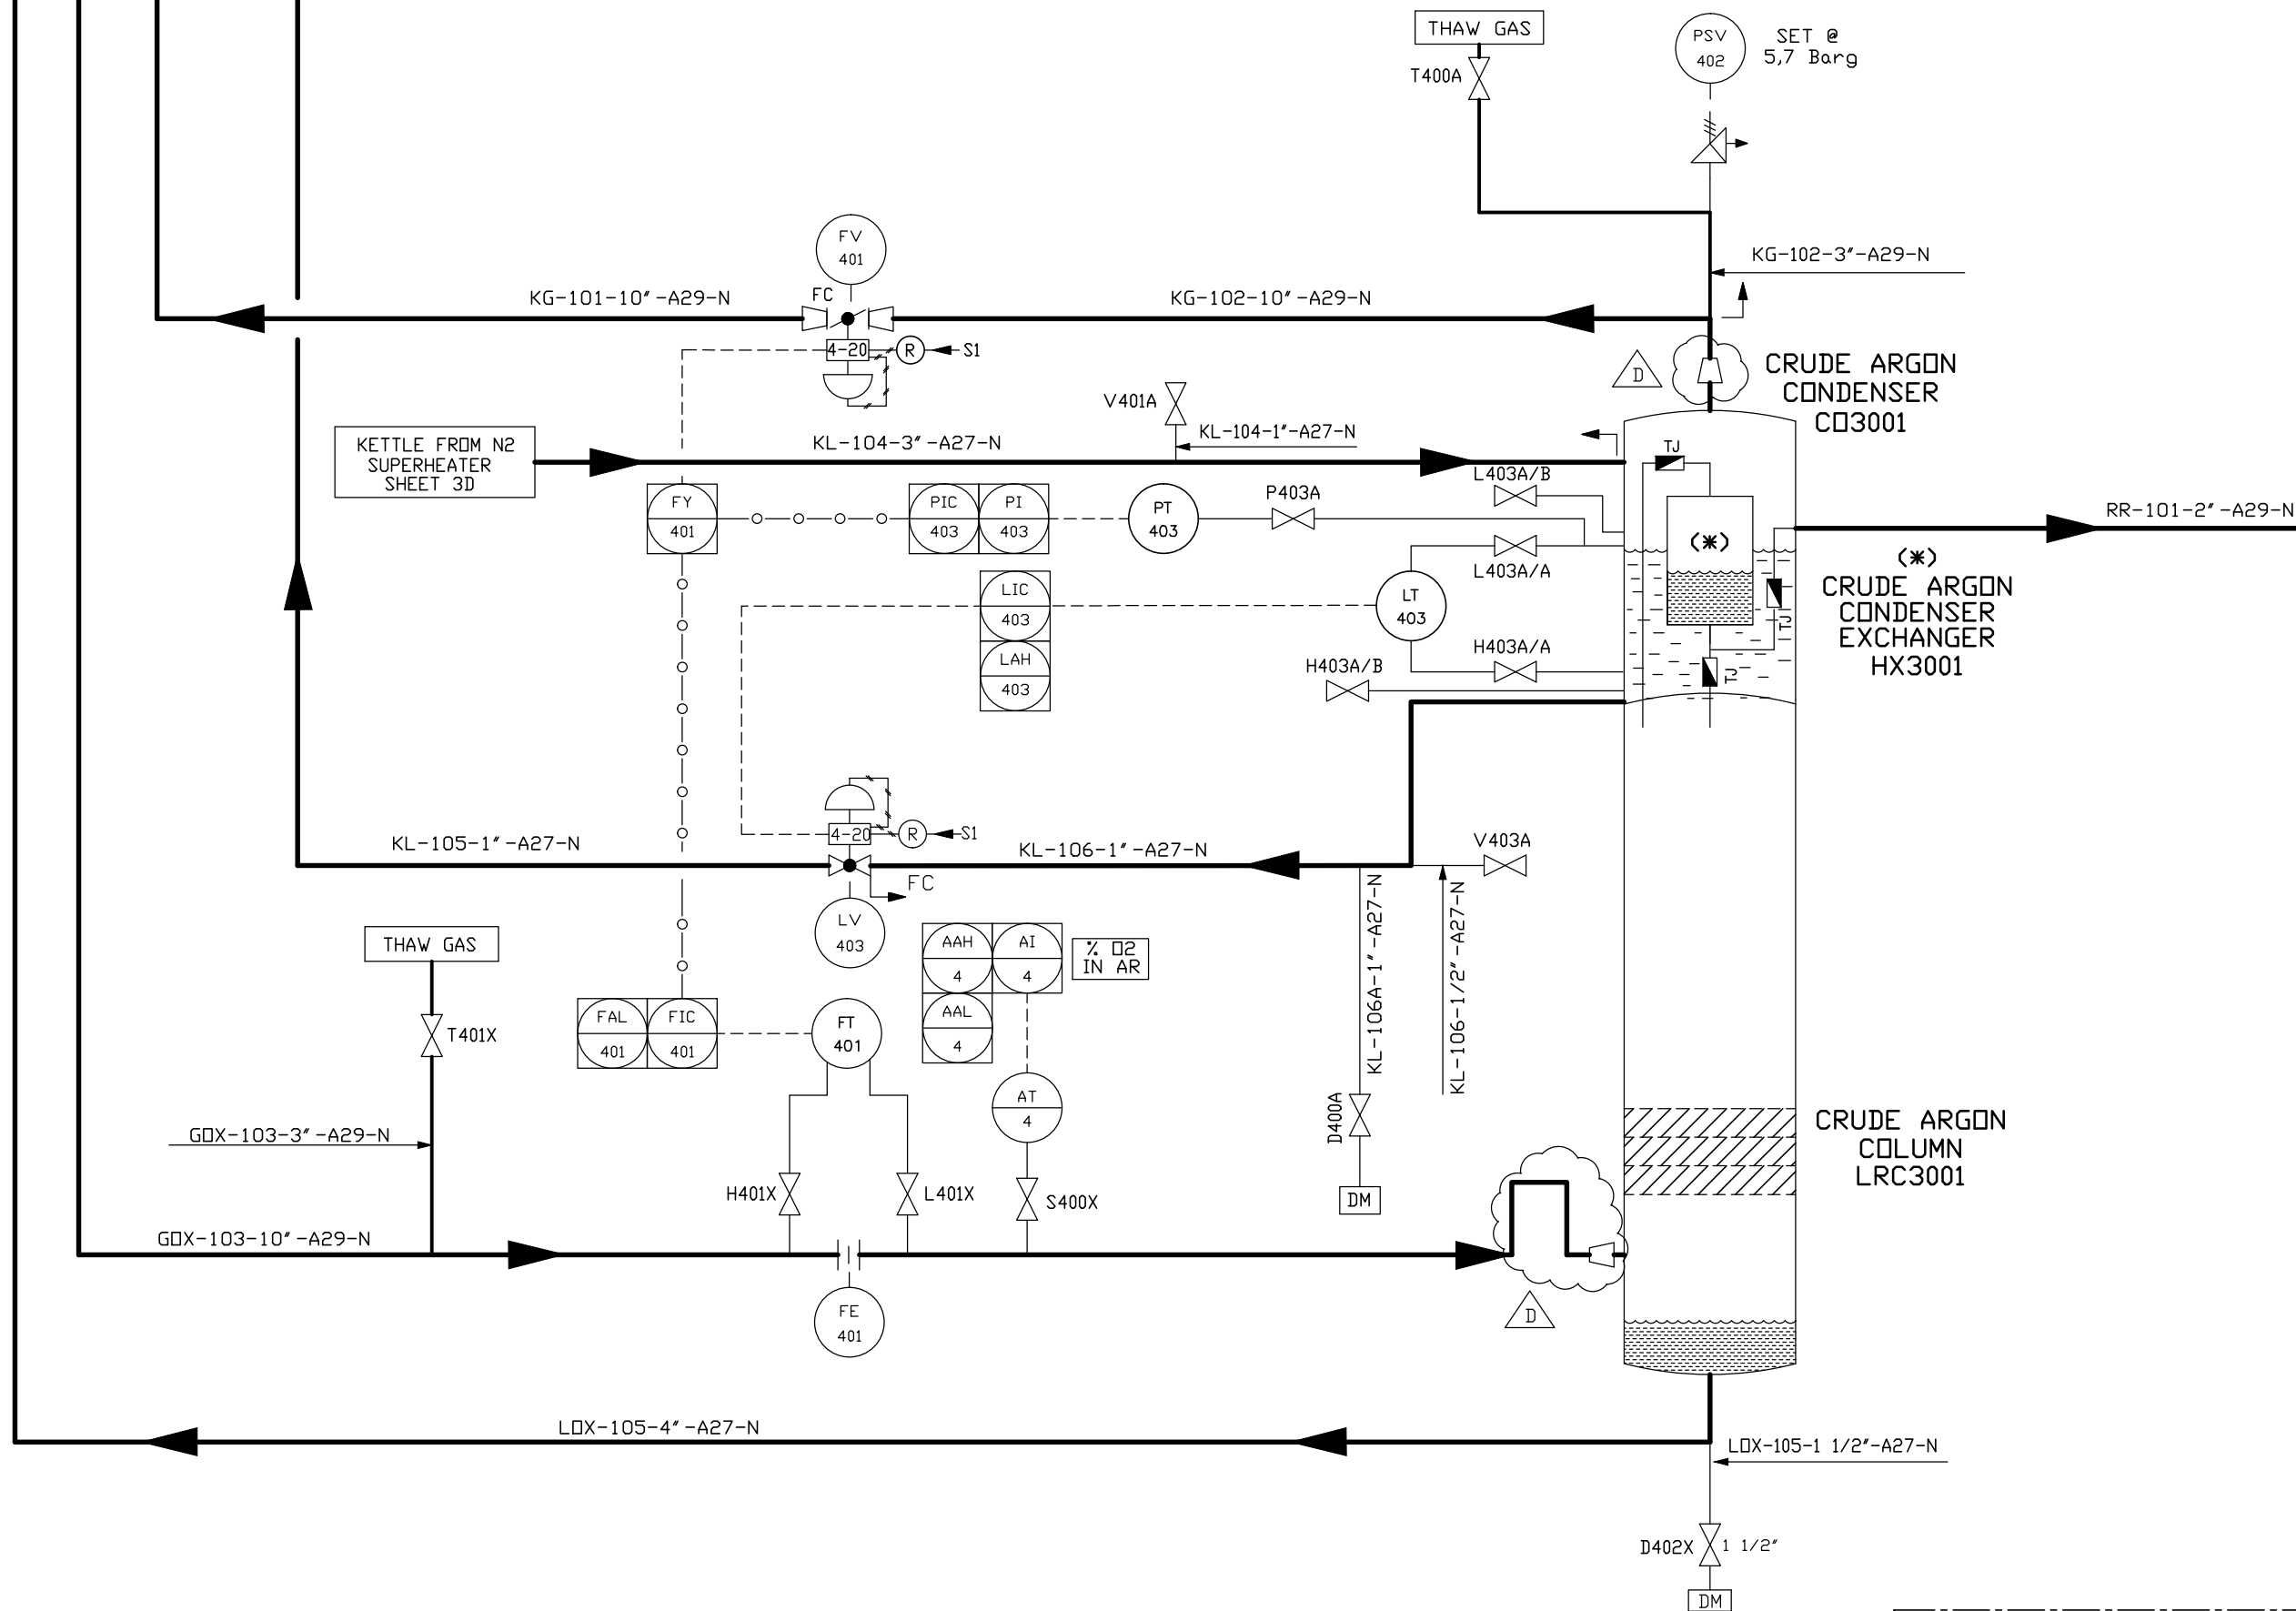 THAW GAS
T400A
PSV
402
SET @
5,7 Barg
KG-102-3"-A29-N
FV
401
FC
KG-101-10"-A29-N
KG-102-10"-A29-N
4-20
R
S1
D
CRUDE ARGON
CONDENSER
CO3001
V401A
KL-104-1"-A27-N
KETTLE FROM N2
SUPERHEATER
SHEET 3D
KL-104-3"-A27-N
TJ
L403A/B
P403A
FY
401
PIC
403
PI
403
PT
403
RR-101-2"-A29-N
(*)
(*)
CRUDE ARGON
CONDENSER
EXCHANGER
HX3001
L403A/A
LIC
403
LAH
403
LT
403
TJ
H403A/A
H403A/B
TJ
4-20
R
S1
KL-105-1"-A27-N
KL-106-1"-A27-N
V403A
FC
LV
403
KL-106A-1"-A27-N
KL-106-1/2"-A27-N
THAW GAS
T401X
AAH
4
AI
4
AAL
4
% O2
IN AR
FAL
401
FIC
401
FT
401
AT
4
D400A
DM
GOX-103-3"-A29-N
H401X
L401X
S400X
CRUDE ARGON
COLUMN
LRC3001
GOX-103-10"-A29-N
FE
401
D
LOX-105-4"-A27-N
LOX-105-1 1/2"-A27-N
D402X
1 1/2"
DM